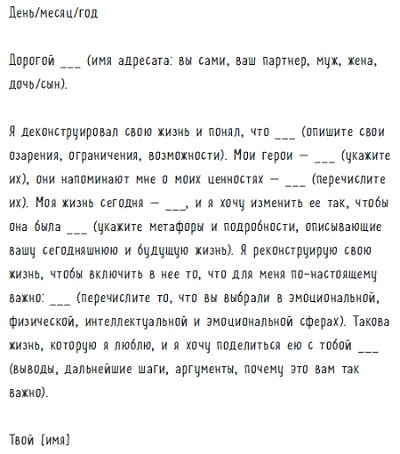 День/месяц/год
Дорогой ___ (имя адресата: вы сами, ваш партнер, муж, жена,
дочь/сын).
Я деконструировал свою жизнь и понял, что ___ (опишите свои
озарения, ограничения, возможности). Мои герои — ___ (укажите
их), они напоминают мне о моих ценностях — ___ (перечислите
их). Моя жизнь сегодня — ___, и я хочу изменить ее так, чтобы
она была ___ (укажите метафоры и подробности, описывающие
вашу сегодняшнюю и будущую жизнь). Я реконструирую свою
жизнь, чтобы включить в нее то, что для меня по-настоящему
важно: ___ (перечислите то, что вы выбрали в эмоциональной,
физической, интеллектуальной и эмоциональной сферах). Такова
жизнь, которую я люблю, и я хочу поделиться ею с тобой ___
(выводы, дальнейшие шаги, аргументы, почему это вам так
важно).
Твой [имя]